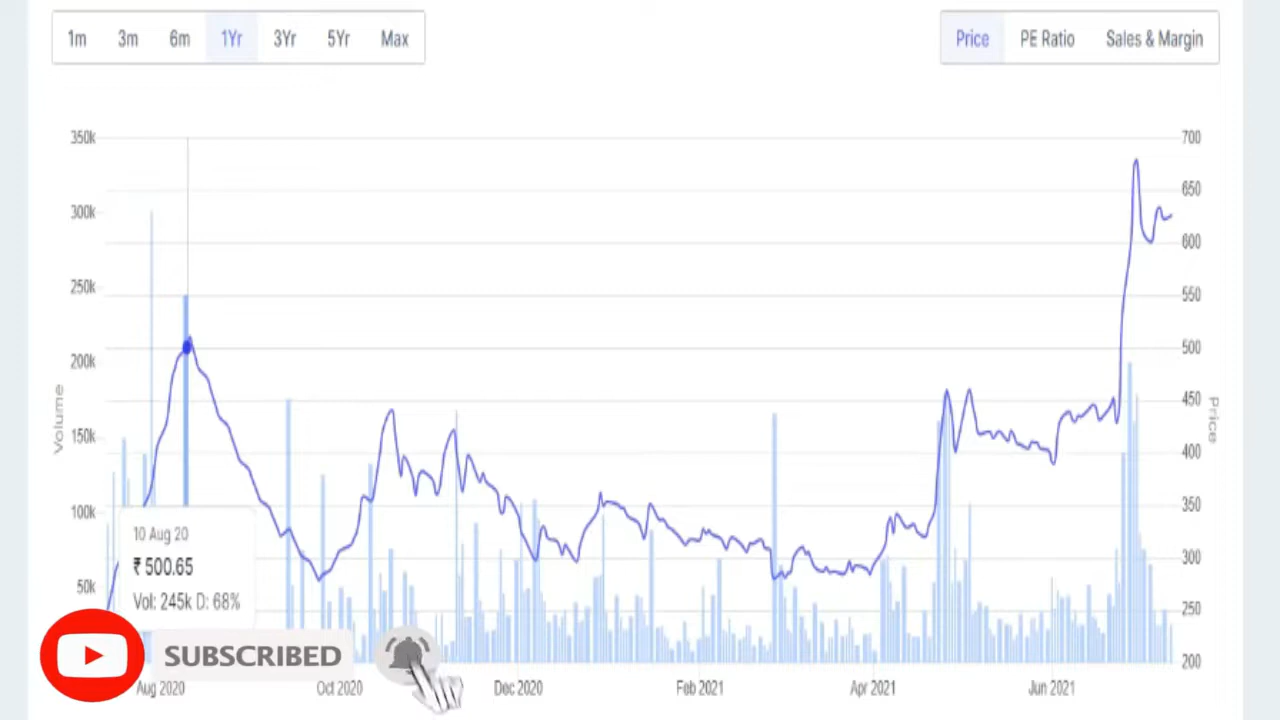 1m 3m 6m 1Yr 3Yr 5Yr Max
Price PE Ratio Sales & Margin
350k
300k
250k
200k
150k
100k
50k
Volume
700
650
600
550
500
450
400
350
300
250
200
Price
10 Aug 20
₹ 500.65
Vol: 245k D: 68%
SUBSCRIBED
Aug 2020 Oct 2020 Dec 2020 Feb 2021 Apr 2021 Jun 2021